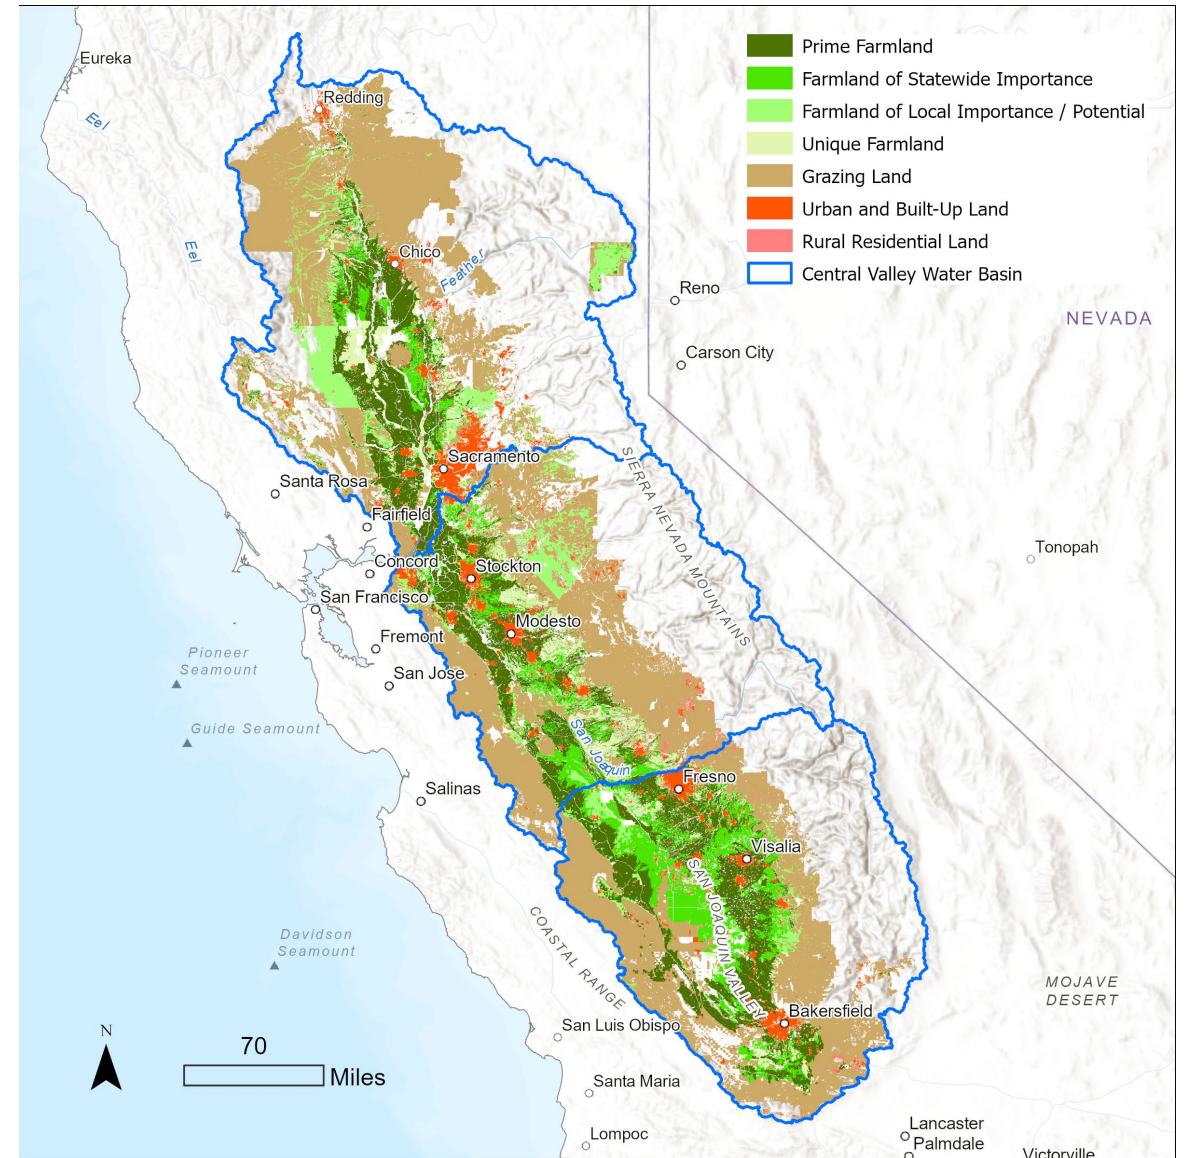 Eureka
Eel
Redding
Prime Farmland
Farmland of Statewide Importance
Farmland of Local Importance / Potential
Unique Farmland
Grazing Land
Urban and Built-Up Land
Rural Residential Land
Central Valley Water Basin
Eel
Chico
Feather
Reno
NEVADA
Carson City
Sacramento
Santa Rosa
Fairfield
SIERRA NEVADA MOUNTAINS
Concord
Stockton
Tonopah
San Francisco
Modesto
Fremont
San Jose
Pioneer
Seamount
Guide Seamount
San Joaquin
Fresno
Salinas
Visalia
SAN JOAQUIN VALLEY
COASTAL RANGE
Davidson
Seamount
MOJAVE
DESERT
Bakersfield
San Luis Obispo
N
70
Miles
Santa Maria
Lompoc
Lancaster
Palmdale
Victorville